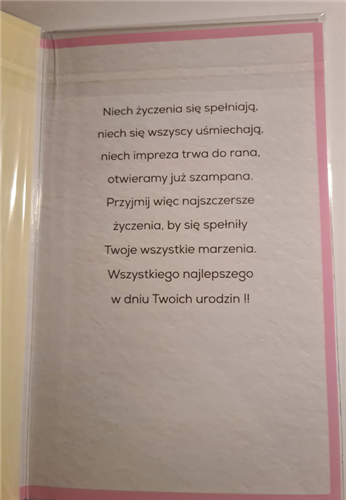 Niech życzenia się spełniają,
niech się wszyscy uśmiechają,
niech impreza trwa do rana,
otwieramy już szampana.
Przyjmij więc najszczersze
życzenia, by się spełniły
Twoje wszystkie marzenia.
Wszystkiego najlepszego
w dniu Twoich urodzin !!